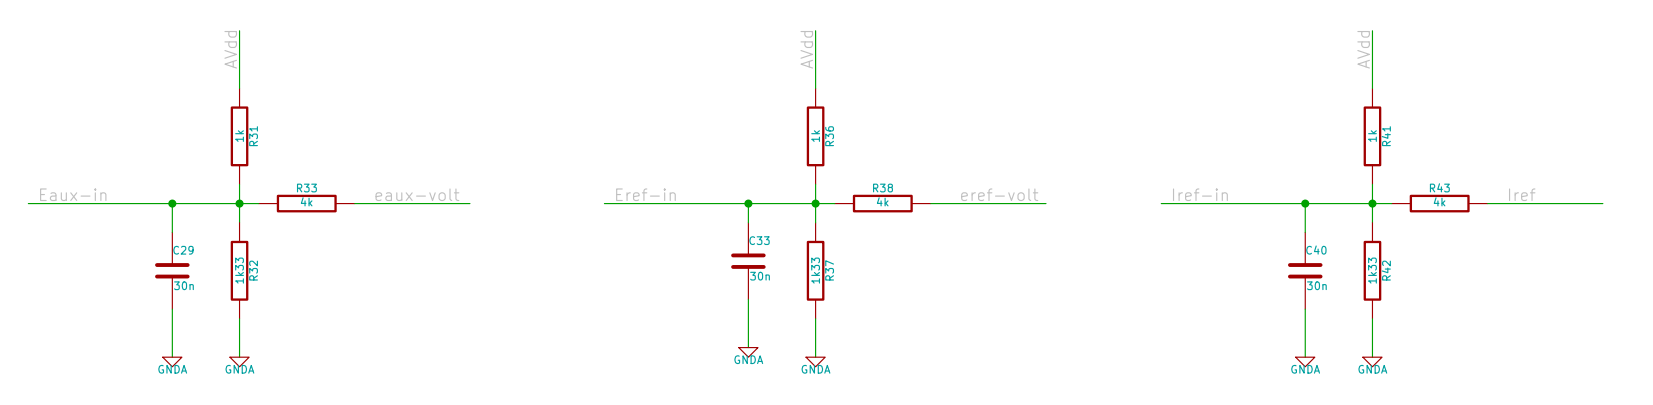 AVdd
1k
R31
Eaux-in
R33
4k
eaux-volt
C29
30n
1k33
R32
GNDA
GNDA
AVdd
1k
R36
Eref-in
R38
4k
eref-volt
C33
30n
1k33
R37
GNDA
GNDA
AVdd
1k
R41
Iref-in
R43
4k
Iref
C40
30n
1k33
R42
GNDA
GNDA